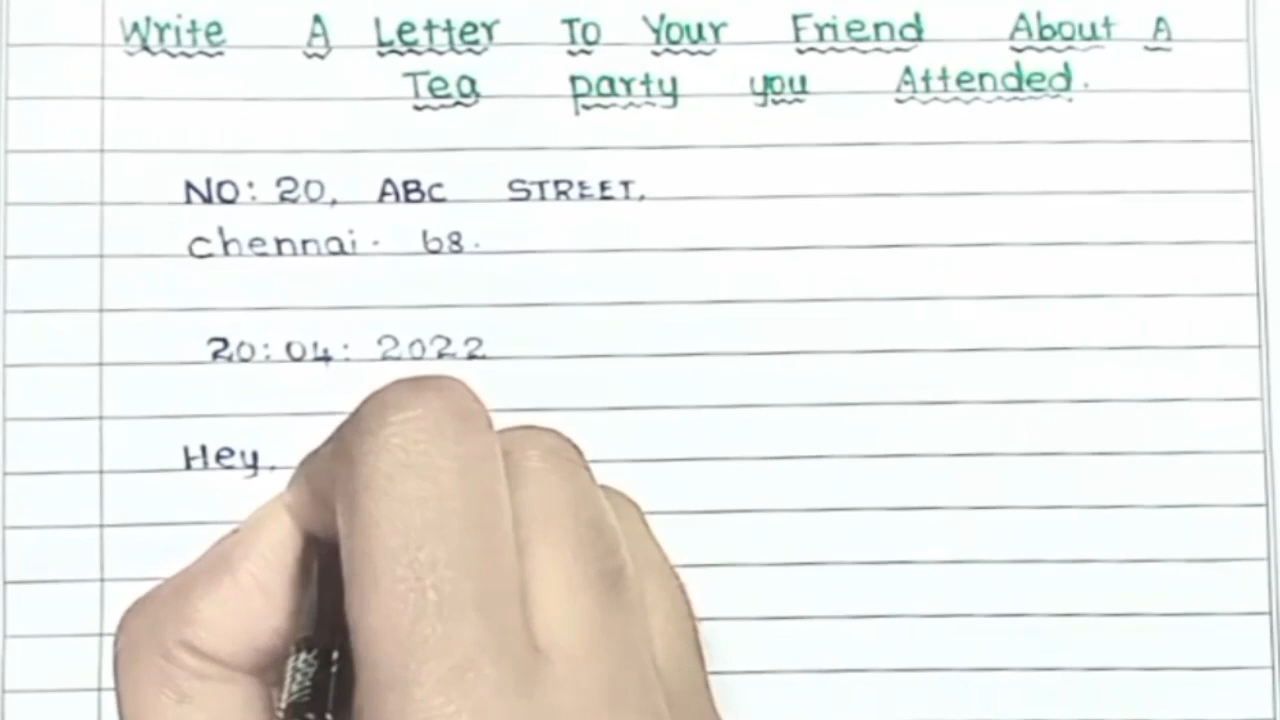 Write A Letter To Your Friend About A
Tea party you Attended.
NO: 20, ABC STREET,
Chennai. 68.
20:04: 2022
Hey,